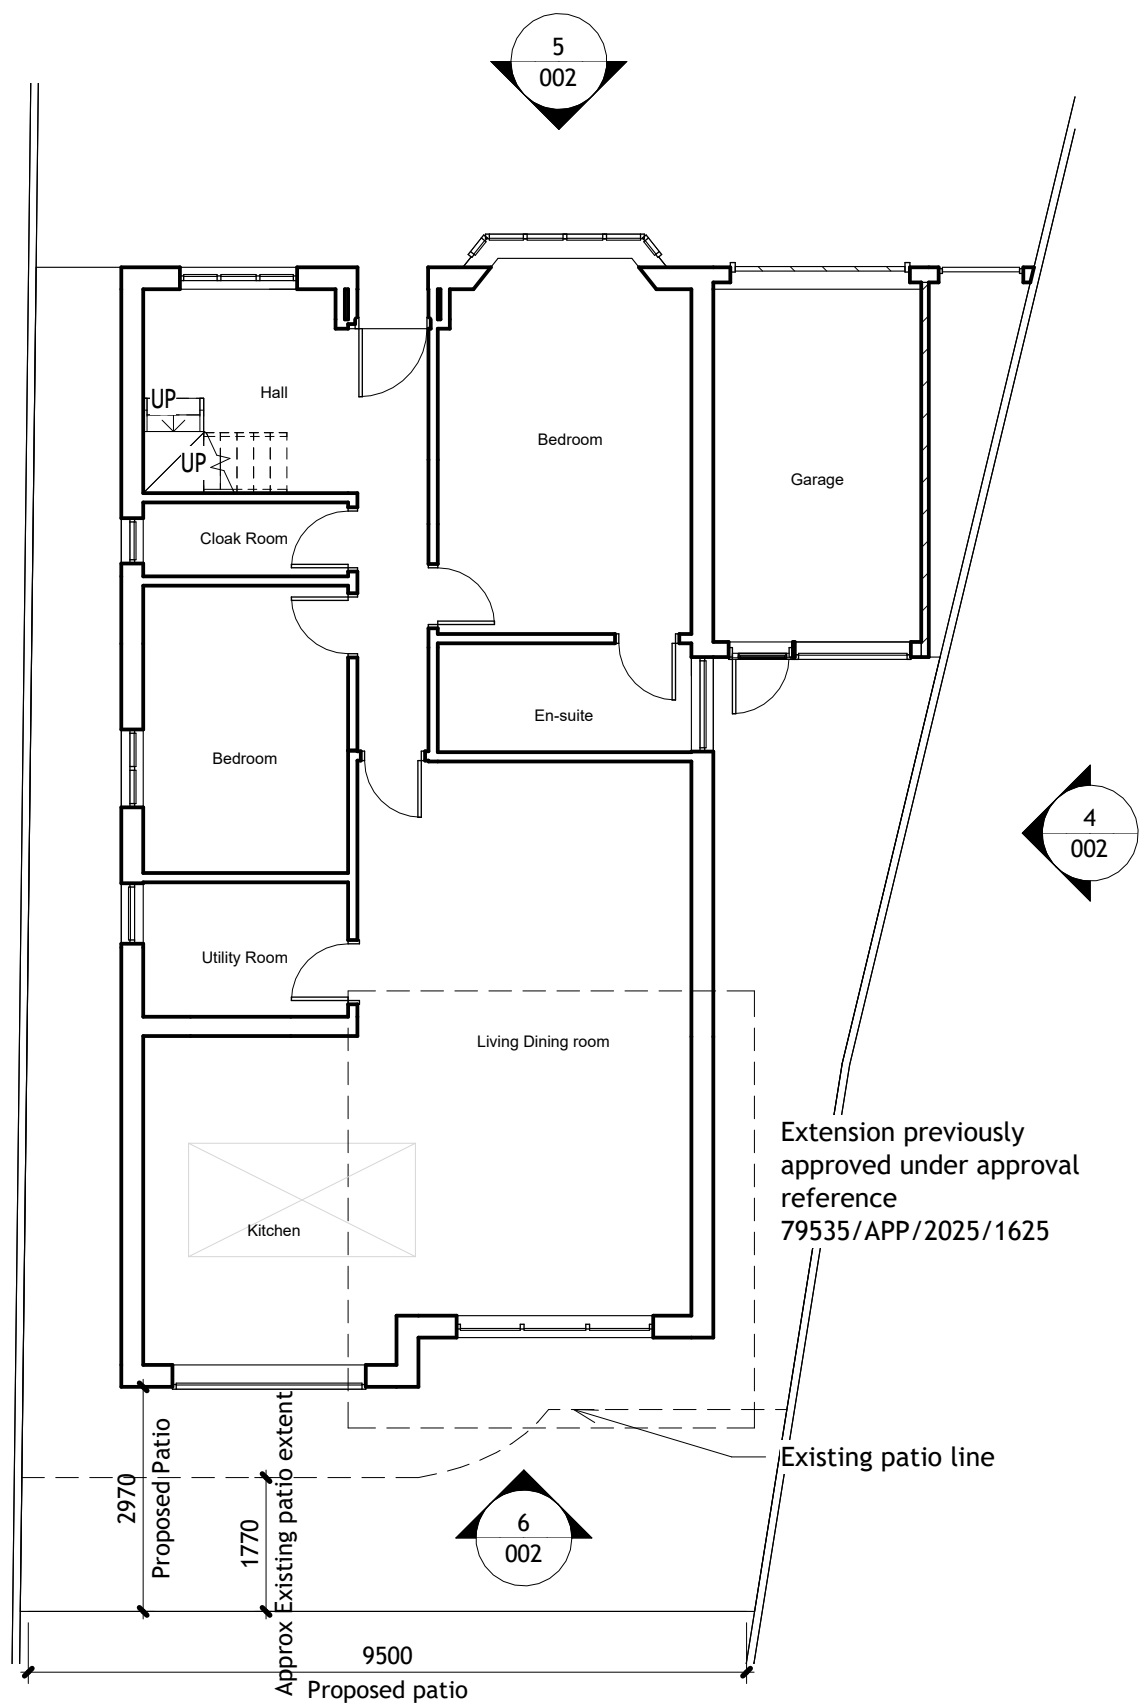 5
002
Hall
UP
Bedroom
UP
Garage
Cloak Room
En-suite
Bedroom
4
002
Utility Room
Living Dining room
Extension previously
approved under approval
reference
79535/APP/2025/1625
Kitchen
Existing patio line
2970
Proposed Patio
1770
Approx Existing patio extent
6
002
9500
Proposed patio